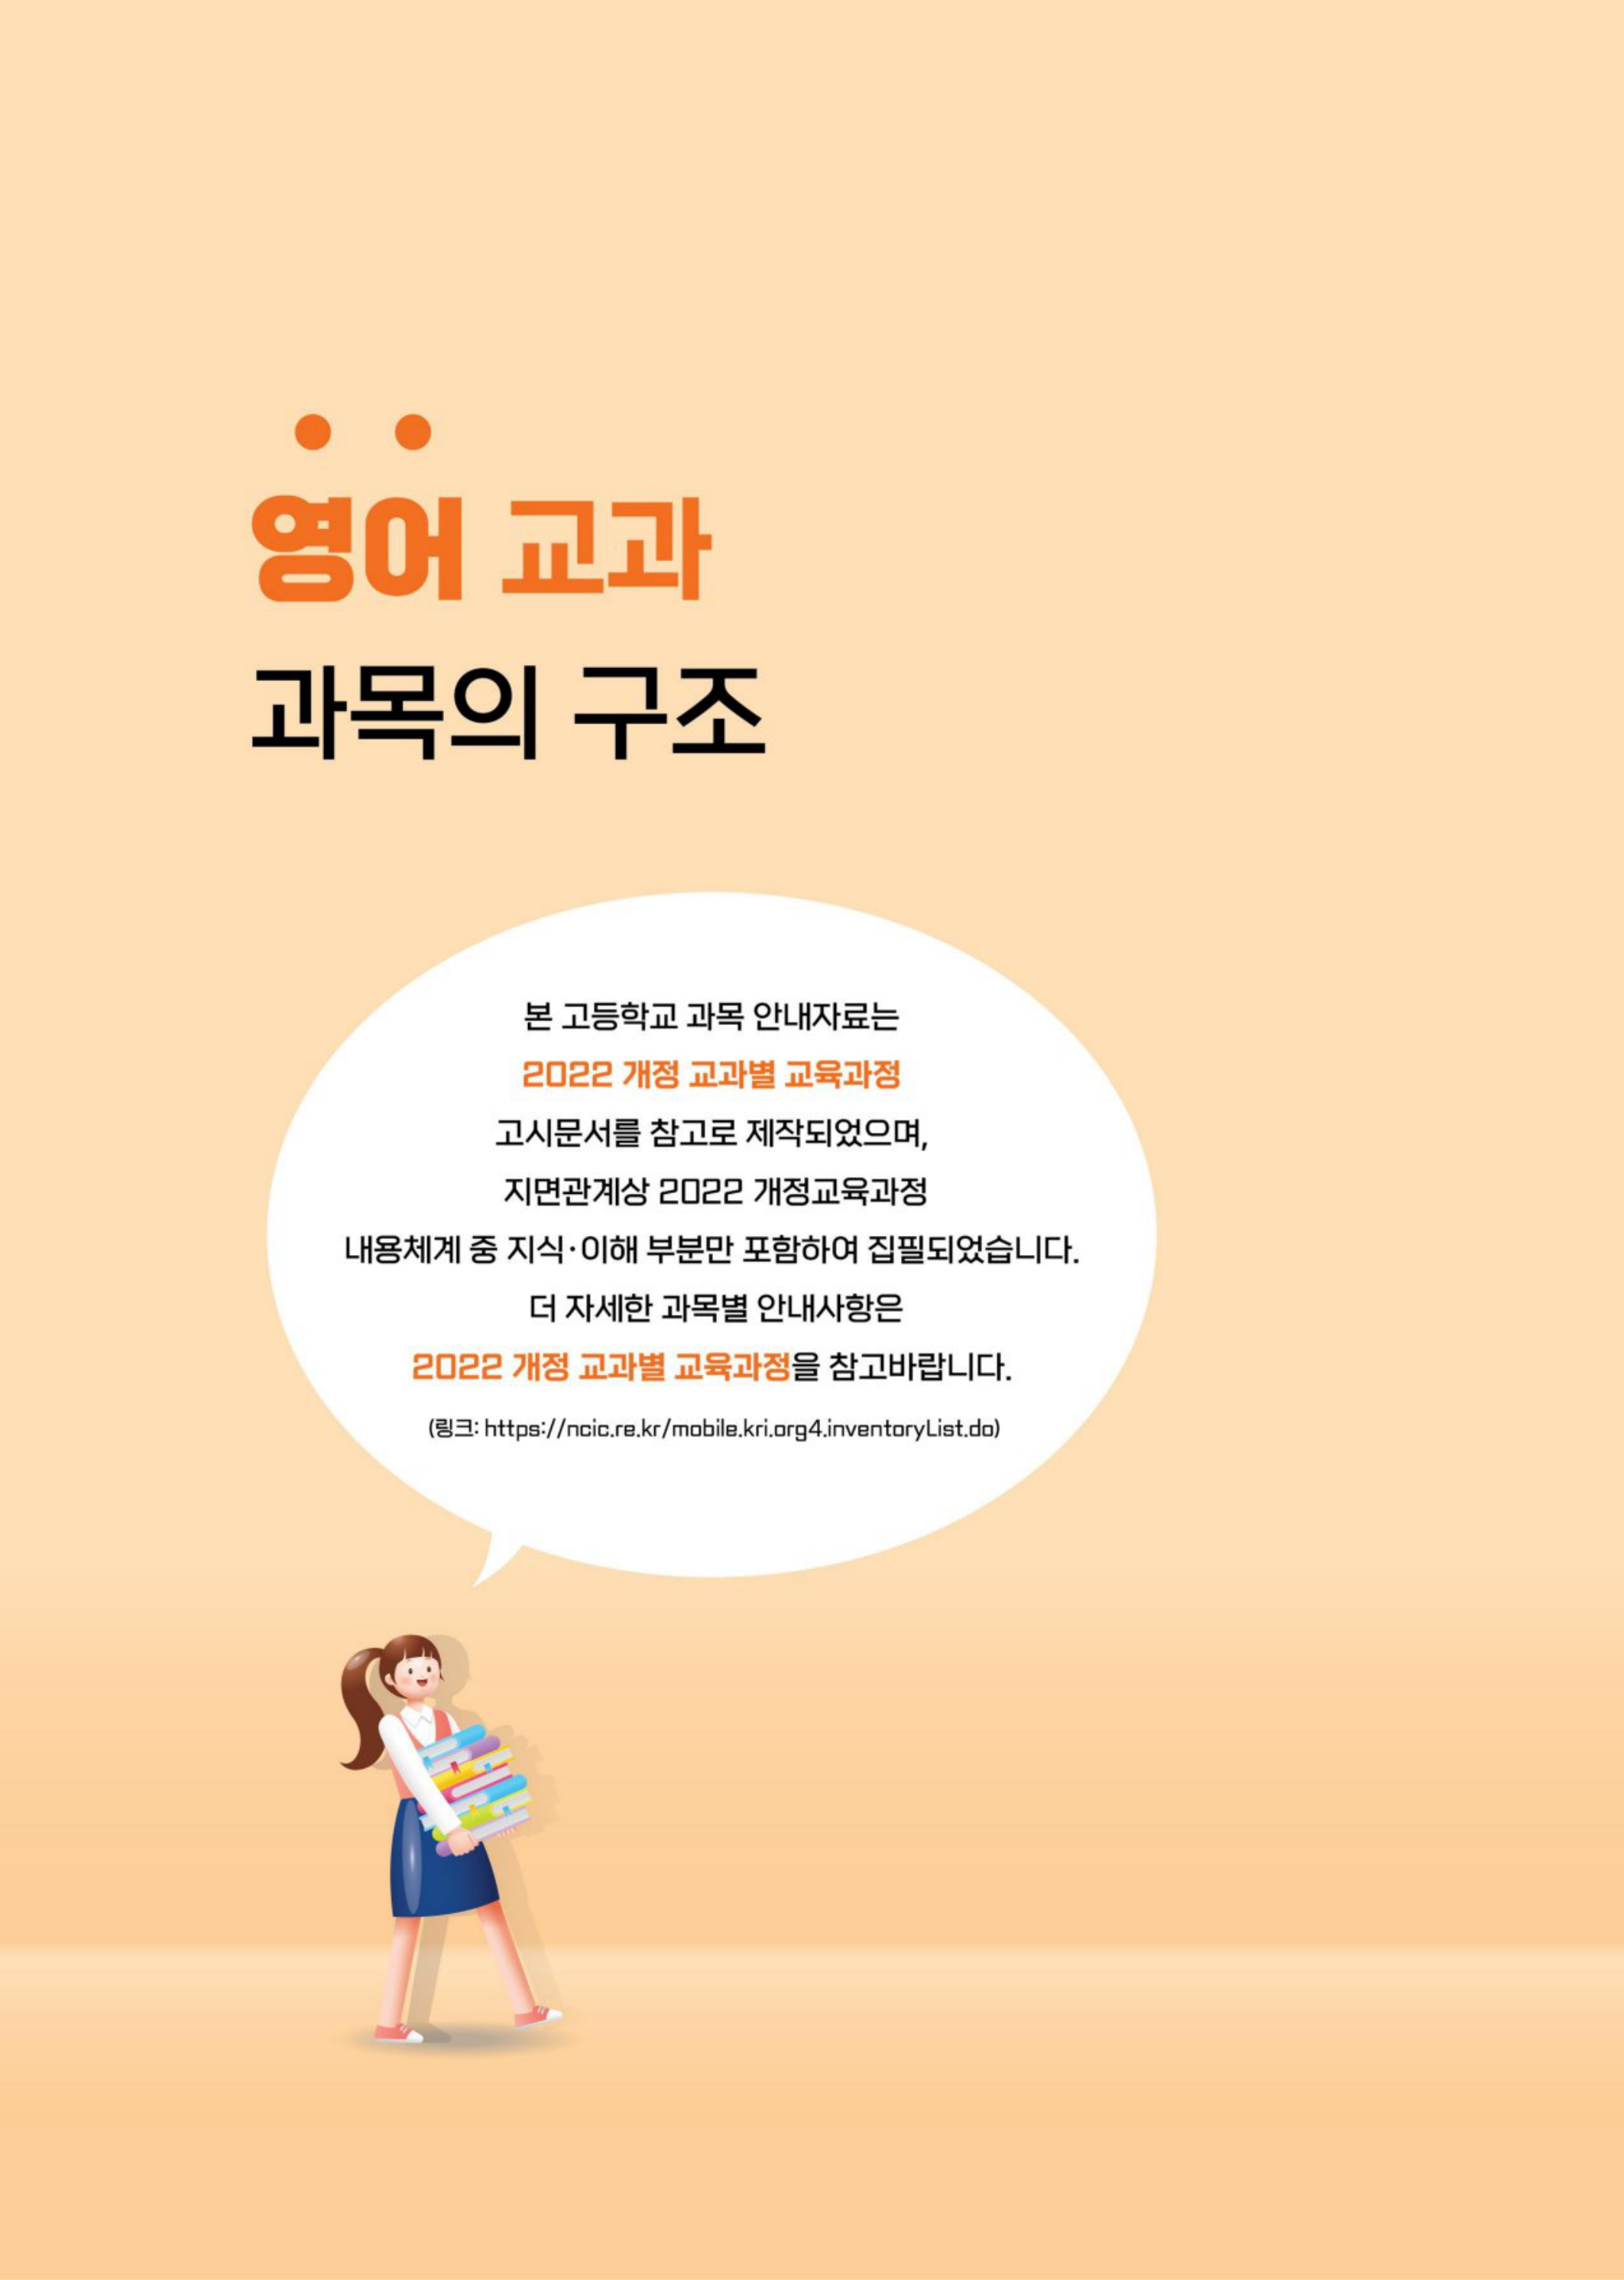 영어 교과
과목의 구조
본 고등학교 과목 안내자료는
2022 개정 교과별 교육과정
고시문서를 참고로 제작되었으며,
지면관계상 2022 개정교육과정
내용체계 중 지식·이해 부분만 포함하여 집필되었습니다.
더 자세한 과목별 안내사항은
2022 개정 교과별 교육과정을 참고바랍니다.
(링크: https://ncic.re.kr/mobile.kri.org4.inventoryList.do)